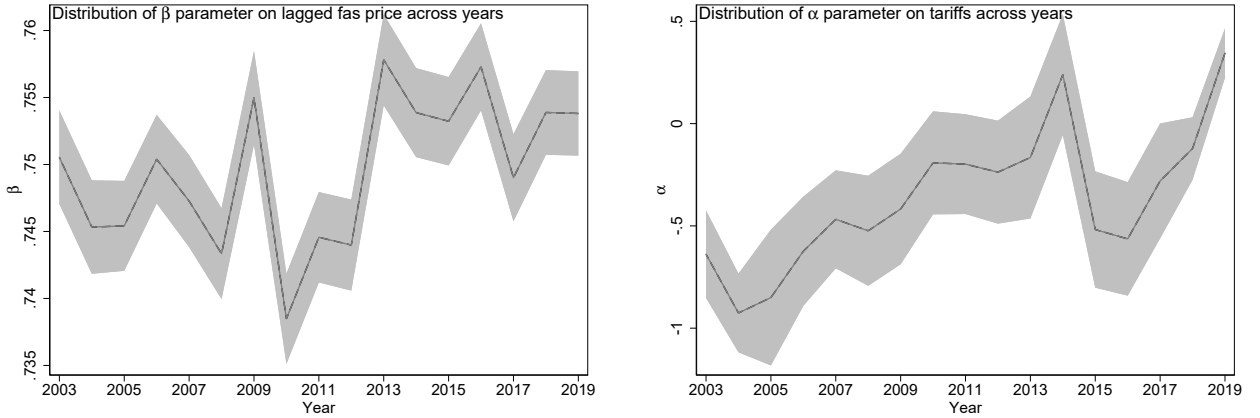 Distribution of β parameter on lagged fas price across years
.76
.755
.75
.745
.74
.735
β
2003 2005 2007 2009 2011 2013 2015 2017 2019
Year
Distribution of α parameter on tariffs across years
.5
0
-.5
-1
α
2003 2005 2007 2009 2011 2013 2015 2017 2019
Year